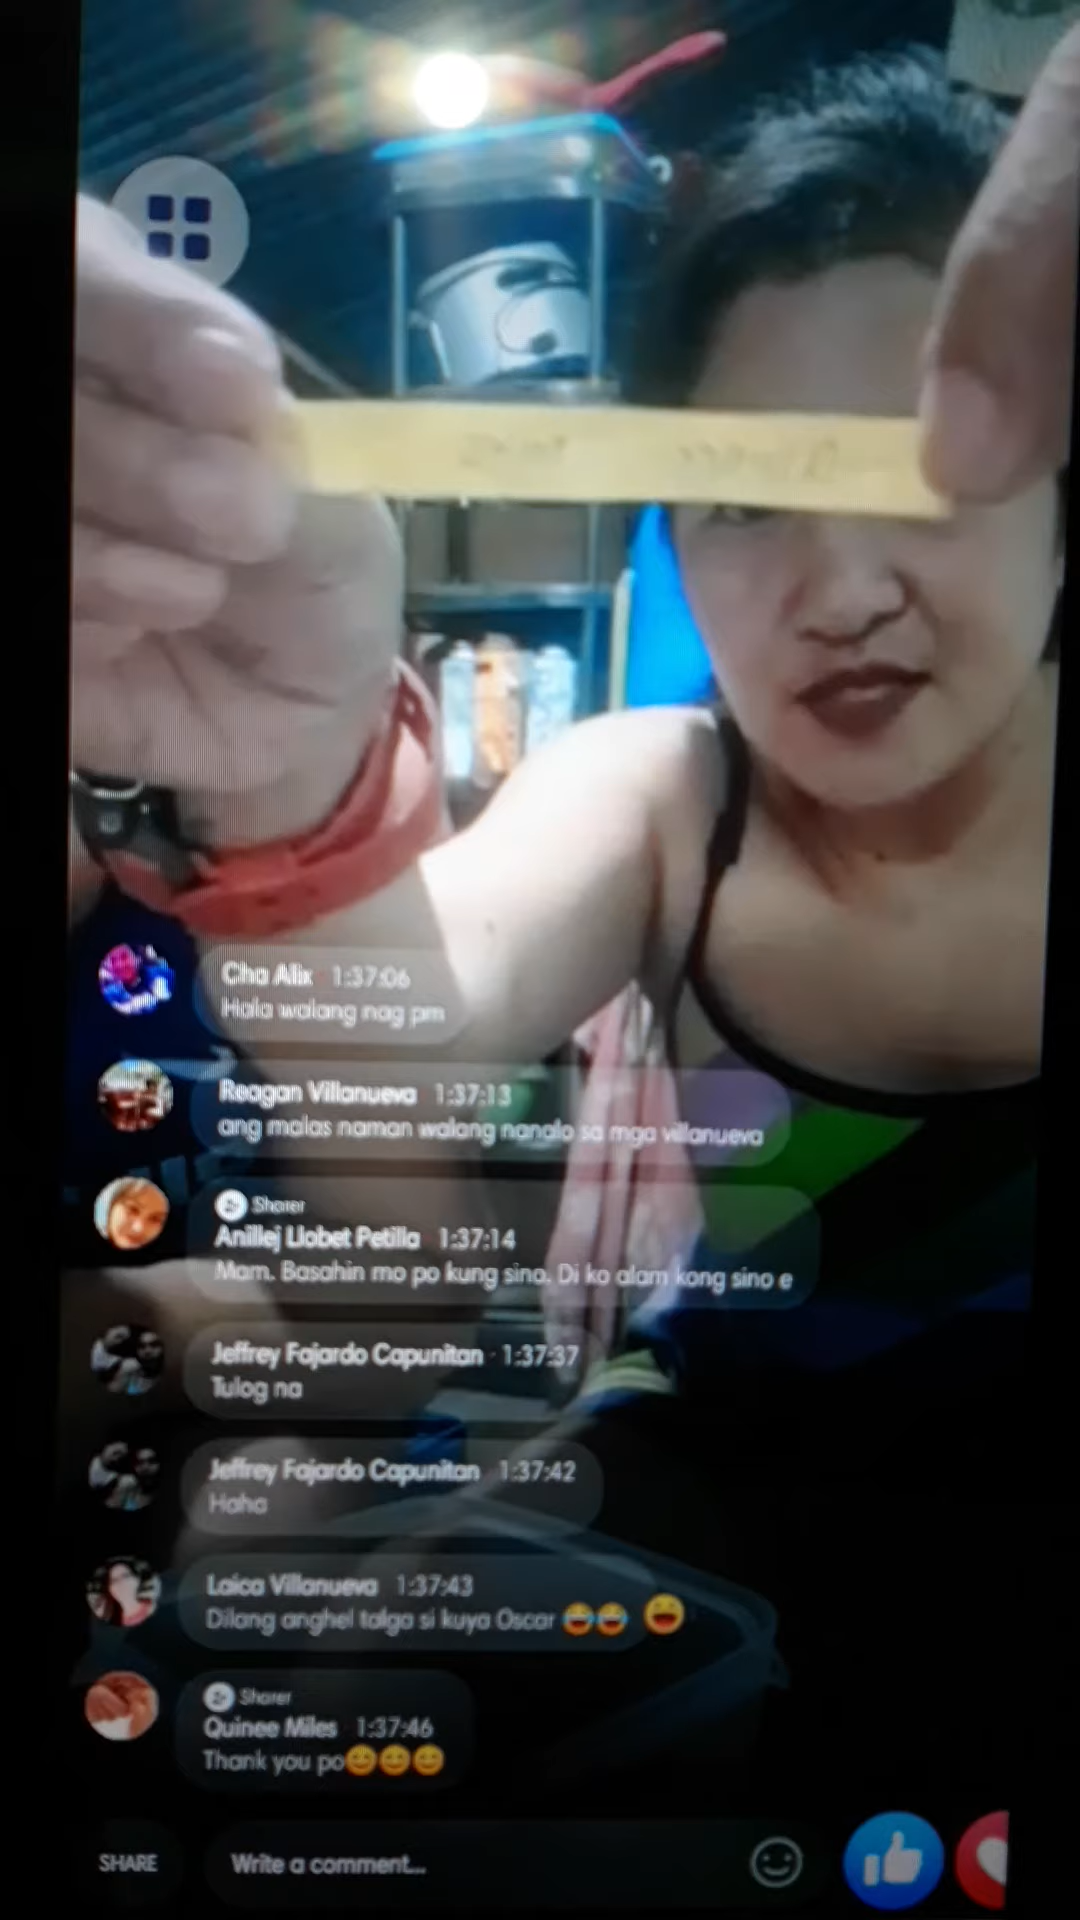 Cha Alix 1:37:06
Hala walang nag pm
Reagan Villanueva 1:37:13
ang malas naman walang nanalo sa mga villanueva
Sharer
Anillej Llobet Petilla 1:37:14
Mam. Basahin mo po kung sino. Di ko alam kong sino e
Jeffrey Fajardo Capunitan · 1:37:37
Tulog na
Jeffrey Fajardo Capunitan 1:37:42
Haha
Laica Villanueva 1:37:43
Dilang anghel talga si kuya Oscar 😂😂 😃
Sharer
Quinee Miles 1:37:46
Thank you po😊😊😊
SHARE
Write a comment...